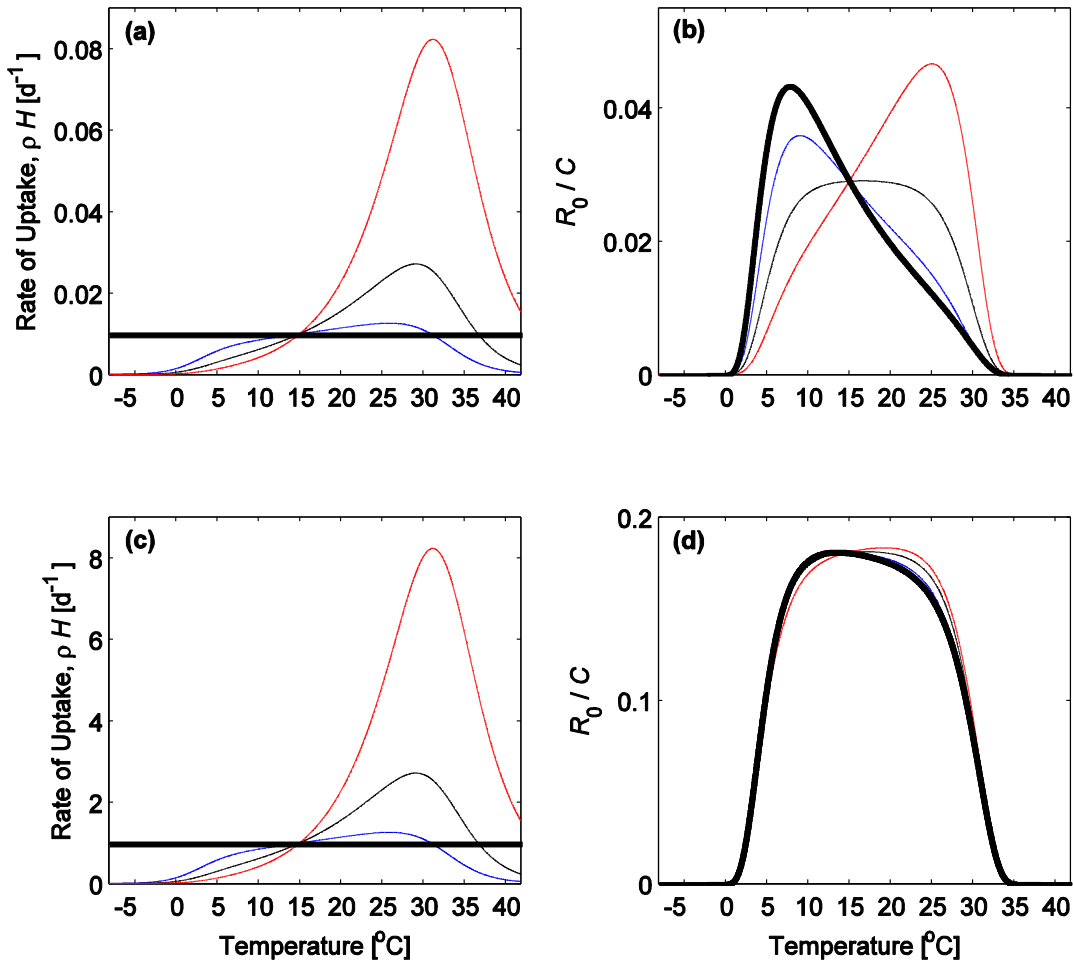 (a)
Rate of Uptake, ρ H [d⁻¹]
0.08
0.06
0.04
0.02
0
-5 0 5 10 15 20 25 30 35 40
(b)
R₀ / C
0.04
0.02
0
-5 0 5 10 15 20 25 30 35 40
(c)
Rate of Uptake, ρ H [d⁻¹]
8
6
4
2
0
-5 0 5 10 15 20 25 30 35 40
Temperature [°C]
(d)
R₀ / C
0.2
0.1
0
-5 0 5 10 15 20 25 30 35 40
Temperature [°C]